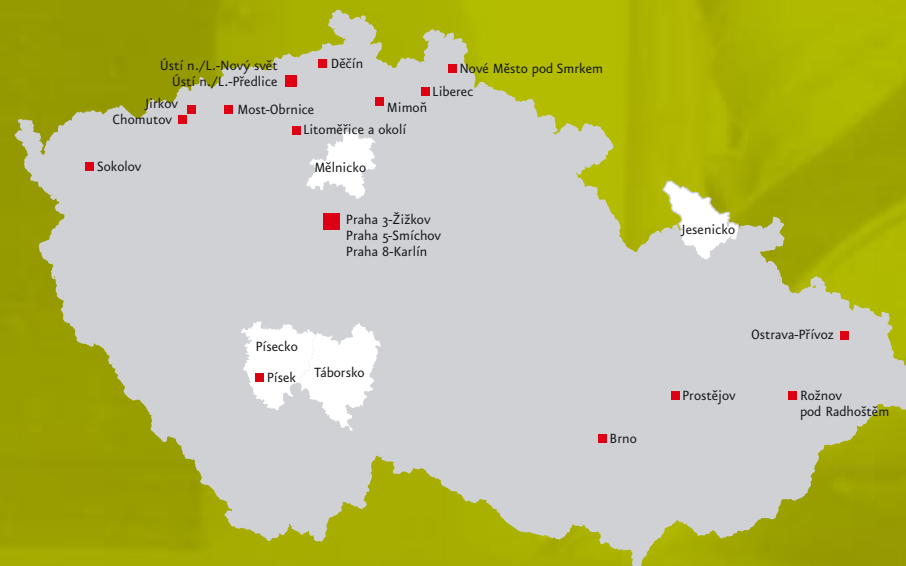 Ústí n./L.-Nový svět
Ústí n./L.-Předlice
Děčín
Nové Město pod Smrkem
Liberec
Mimoň
Jirkov
Chomutov
Most-Obrnice
Litoměřice a okolí
Sokolov
Mělnicko
Praha 3-Žižkov
Praha 5-Smíchov
Praha 8-Karlín
Jesenicko
Písecko
Písek
Táborsko
Ostrava-Přívoz
Prostějov
Rožnov
pod Radhoštěm
Brno